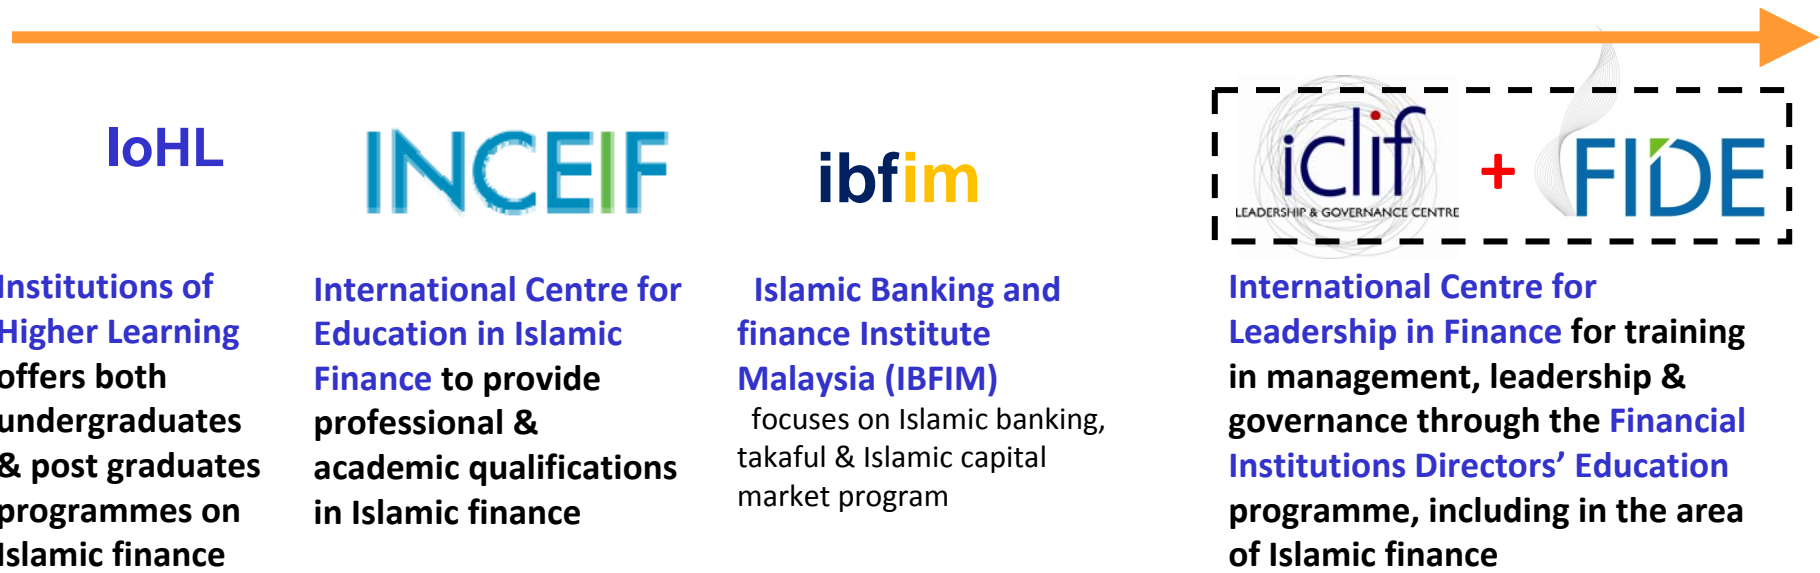 IoHL
Institutions of
Higher Learning
offers both
undergraduates
& post graduates
programmes on
Islamic finance
INCEIF
International Centre for
Education in Islamic
Finance to provide
professional &
academic qualifications
in Islamic finance
ibfim
Islamic Banking and
finance Institute
Malaysia (IBFIM)
focuses on Islamic banking,
takaful & Islamic capital
market program
iclif
LEADERSHIP & GOVERNANCE CENTRE
+
FIDE
International Centre for
Leadership in Finance for training
in management, leadership &
governance through the Financial
Institutions Directors’ Education
programme, including in the area
of Islamic finance